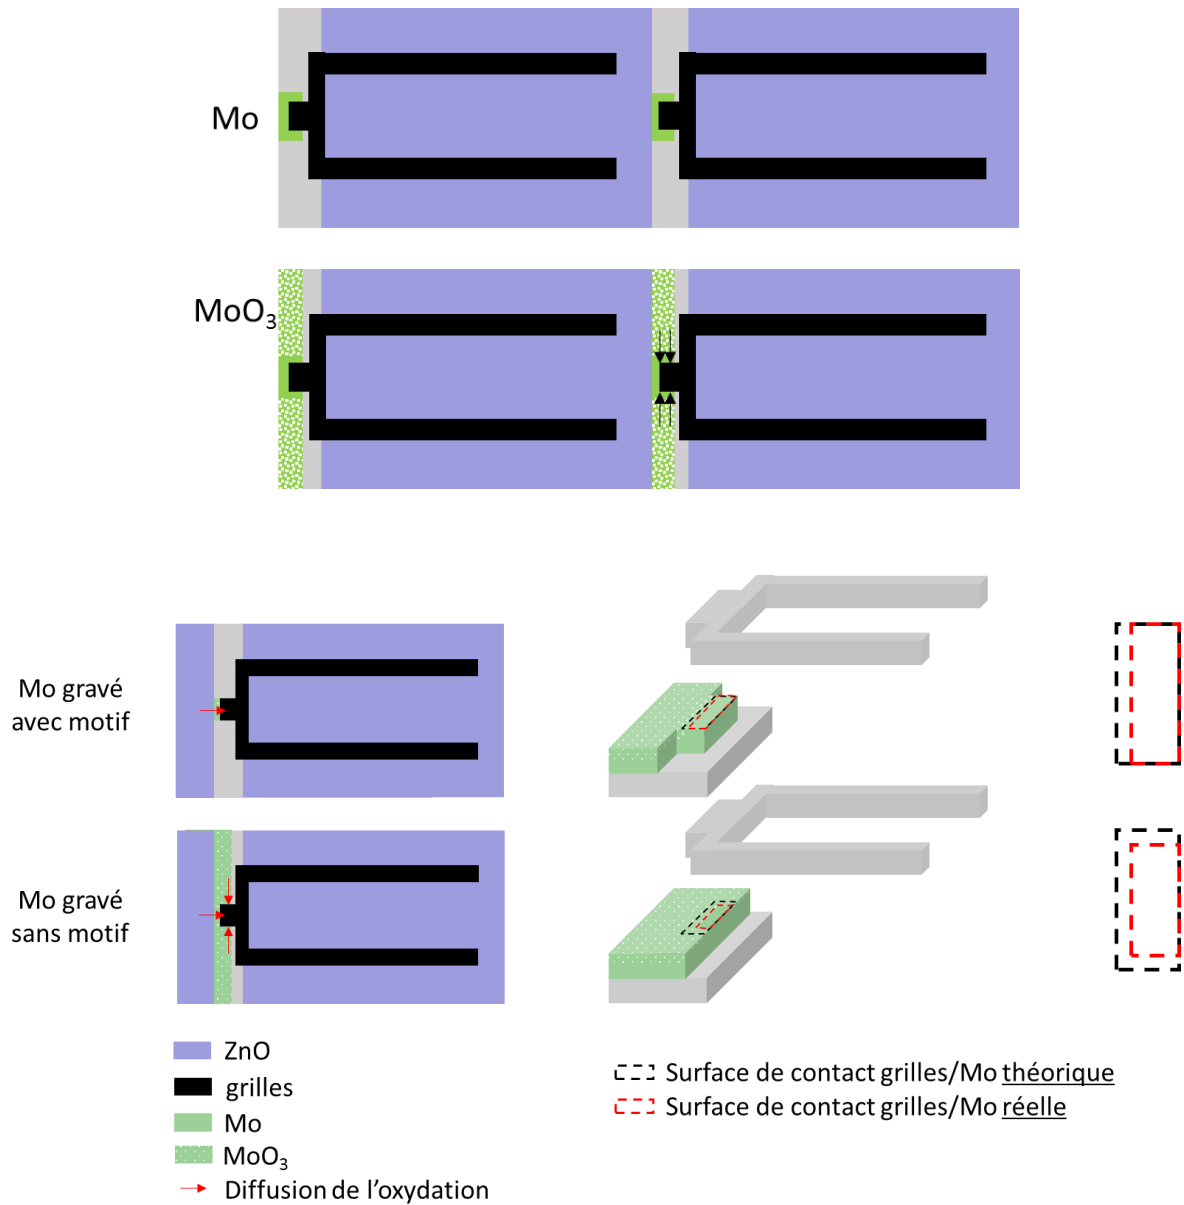 Mo
MoO₃
Mo gravé
avec motif
Mo gravé
sans motif
ZnO
grilles
Mo
MoO₃
Diffusion de l’oxydation
Surface de contact grilles/Mo théorique
Surface de contact grilles/Mo réelle